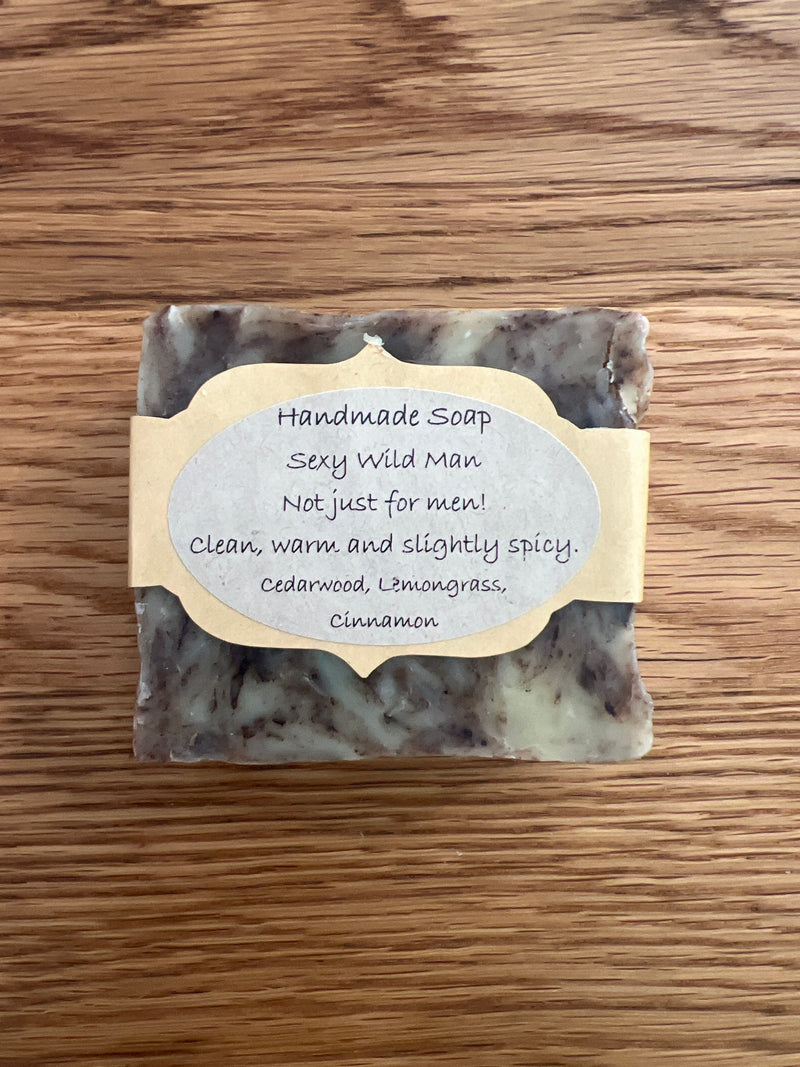 Handmade Soap
Sexy Wild Man
Not just for men!
Clean, warm and slightly spicy.
Cedarwood, Lemongrass,
Cinnamon